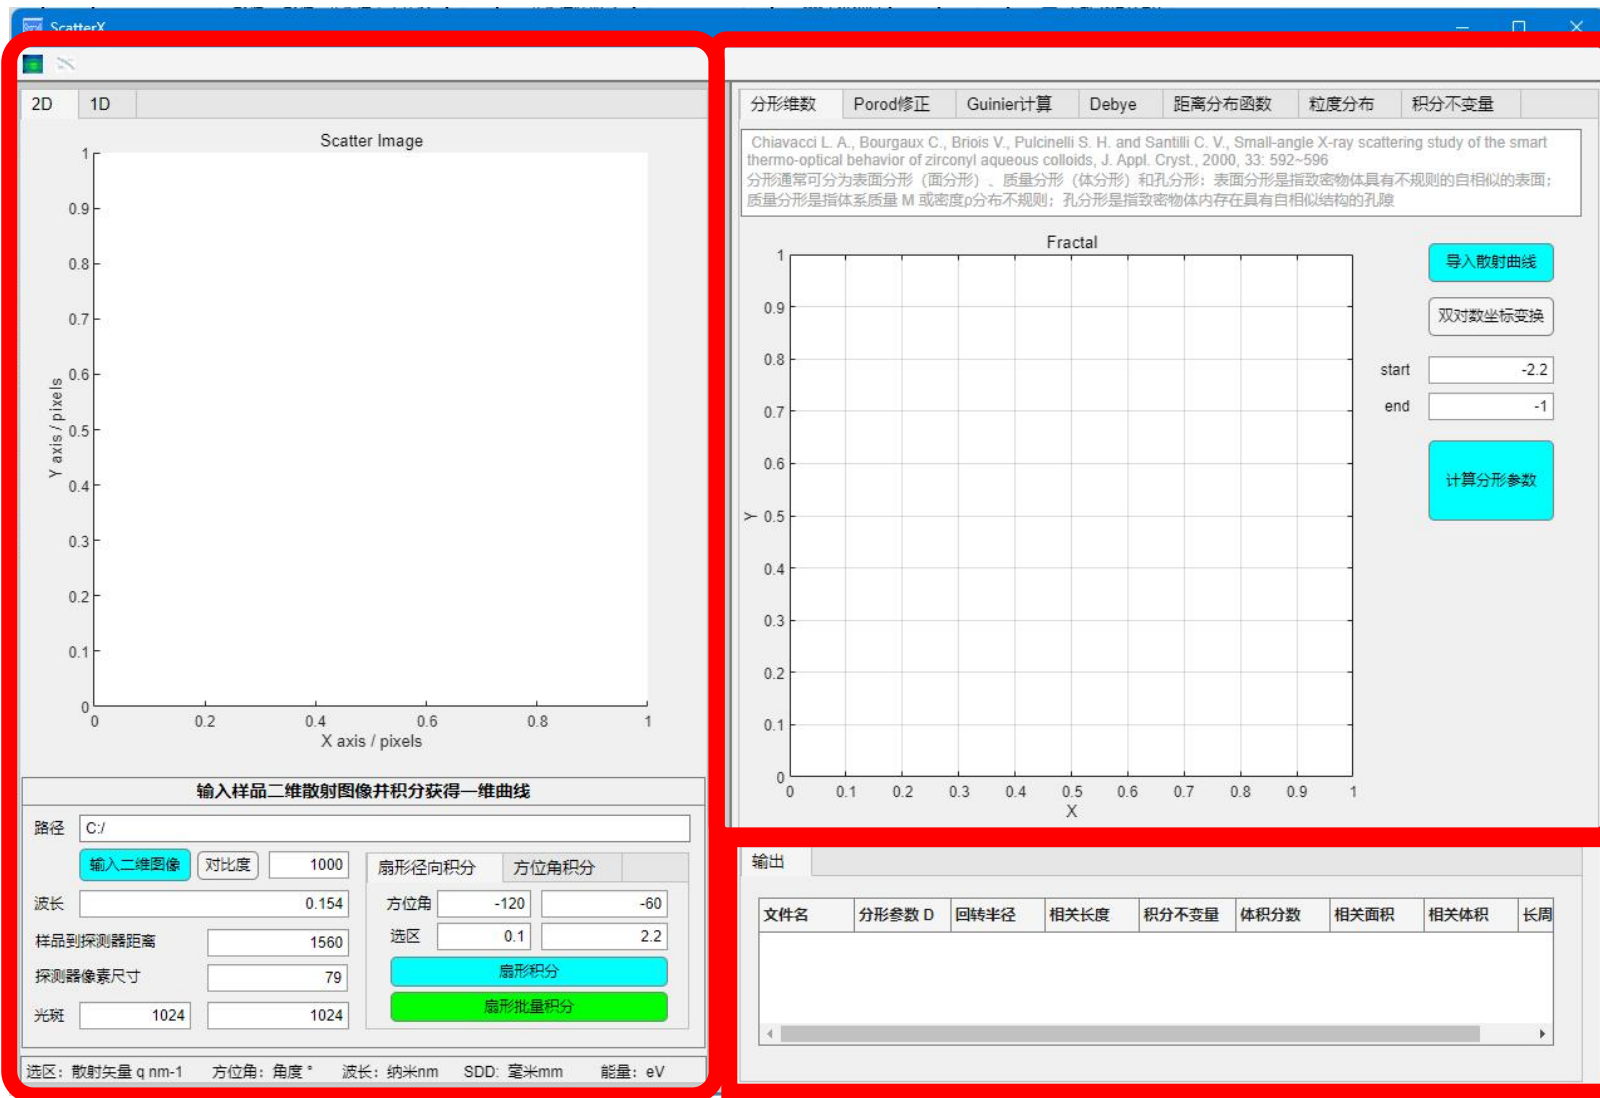 ScatterX
2D 1D
Scatter Image
1
0.9
0.8
0.7
0.6
0.5
0.4
0.3
0.2
0.1
0
Y axis / pixels
0 0.2 0.4 0.6 0.8 1
X axis / pixels
输入样品二维散射图像并积分获得一维曲线
路径 C:/
输入二维图像 对比度 1000
波长 0.154
样品到探测器距离 1560
探测器像素尺寸 79
光斑 1024 1024
扇形径向积分 方位角积分
方位角 -120 -60
选区 0.1 2.2
扇形积分
扇形批量积分
选区：散射矢量 q nm-1 方位角：角度 ° 波长：纳米nm SDD: 毫米mm 能量：eV
分形维数 Porod修正 Guinier计算 Debye 距离分布函数 粒度分布 积分不变量
Chiavacci L. A., Bourgaux C., Briois V., Pulcinelli S. H. and Santilli C. V., Small-angle X-ray scattering study of the smart
thermo-optical behavior of zirconyl aqueous colloids, J. Appl. Cryst., 2000, 33: 592~596
分形通常可分为表面分形（面分形）、质量分形（体分形）和孔分形：表面分形是指致密物体具有不规则的自相似的表面；
质量分形是指体系质量 M 或密度ρ分布不规则；孔分形是指致密物体内存在具有自相似结构的孔隙
Fractal
1
0.9
0.8
0.7
0.6
0.5
0.4
0.3
0.2
0.1
0
Y
0 0.1 0.2 0.3 0.4 0.5 0.6 0.7 0.8 0.9 1
X
导入散射曲线
双对数坐标变换
start -2.2
end -1
计算分形参数
输出
文件名 分形参数 D 回转半径 相关长度 积分不变量 体积分数 相关面积 相关体积 长周